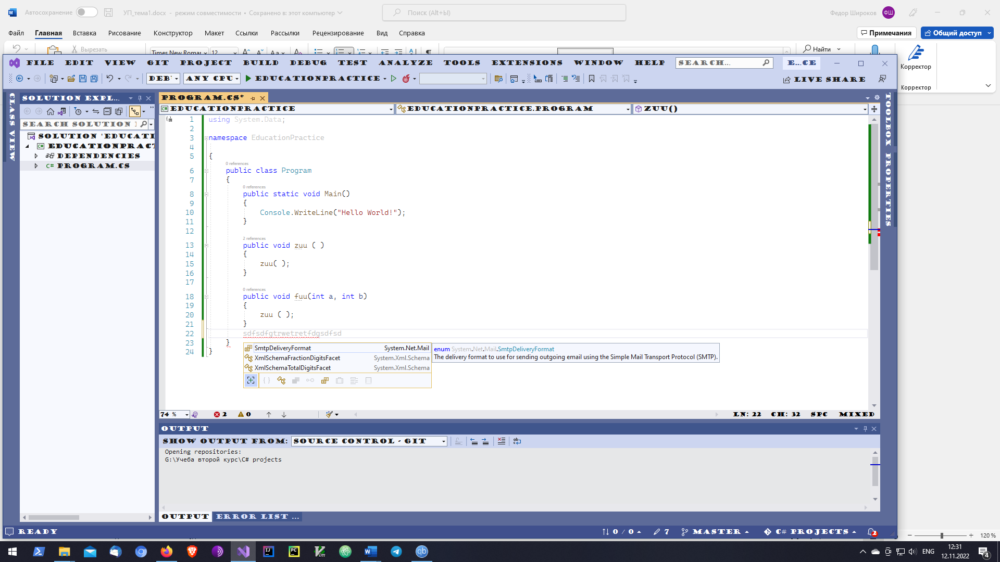 Автосохранение
УП_тема1.docx - режим совместимости • Сохранено в: этот компьютер
Поиск (Alt+Ы)
Федор Широков ФШ
Файл Главная Вставка Рисование Конструктор Макет Ссылки Рассылки Рецензирование Вид Справка
Примечания Общий доступ
Вырезать
Times New Roman 12
Найти
Корректор
Корректор
FILE EDIT VIEW GIT PROJECT BUILD DEBUG TEST ANALYZE TOOLS EXTENSIONS WINDOW HELP SEARCH... E...CE
DEB ANY CPU EDUCATIONPRACTICE LIVE SHARE
CLASS VIEW
SOLUTION EXPL...
SEARCH SOLUTION
SOLUTION 'EDUCATI
EDUCATIONPRACT
DEPENDENCIES
C# PROGRAM.CS
PROGRAM.CS*
EDUCATIONPRACTICE EDUCATIONPRACTICE.PROGRAM ZUU()
TOOLBOX
PROPERTIES
1 using System.Data;
2
3 namespace EducationPractice
4
5 {
0 references
6 public class Program
7 {
0 references
8 public static void Main()
9 {
10 Console.WriteLine("Hello World!");
11 }
12
2 references
13 public void zuu ( )
14 {
15 zuu( );
16 }
17
0 references
18 public void fuu(int a, int b)
19 {
20 zuu ( );
21 }
22 sdfsdfgtrwetretfdgsdfsd
23 }
24 }
SmtpDeliveryFormat System.Net.Mail
XmlSchemaFractionDigitsFacet System.Xml.Schema
XmlSchemaTotalDigitsFacet System.Xml.Schema
enum System.Net.Mail.SmtpDeliveryFormat
The delivery format to use for sending outgoing email using the Simple Mail Transport Protocol (SMTP).
74 % 2 0 LN: 22 CH: 32 SPC MIXED
OUTPUT
SHOW OUTPUT FROM: SOURCE CONTROL - GIT
Opening repositories:
G:\Учеба второй курс\C# projects
OUTPUT ERROR LIST ...
READY 0 / 0 7 MASTER C# PROJECTS 2
120 %
ENG
12:31
12.11.2022
4